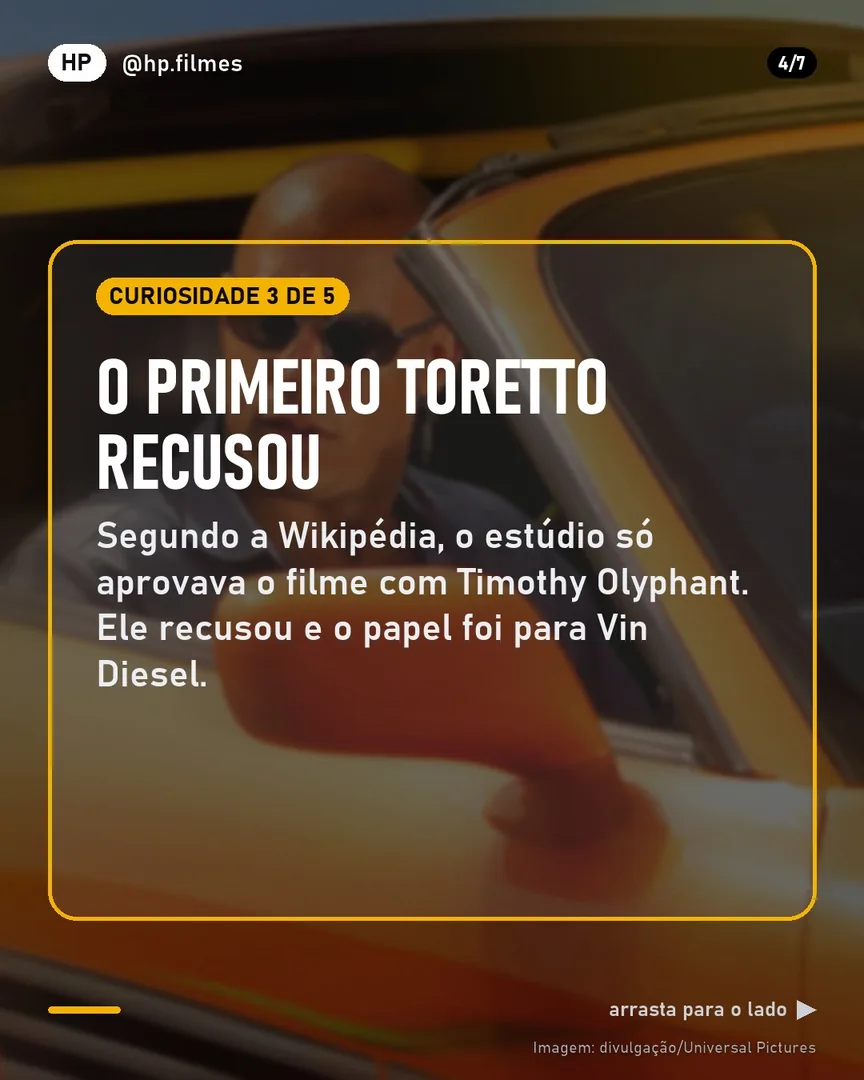 HP @hp.filmes 4/7
CURIOSIDADE 3 DE 5
O PRIMEIRO TORETTO
RECUSOU
Segundo a Wikipédia, o estúdio só
aprovava o filme com Timothy Olyphant.
Ele recusou e o papel foi para Vin
Diesel.
arrasta para o lado ▶
Imagem: divulgação/Universal Pictures